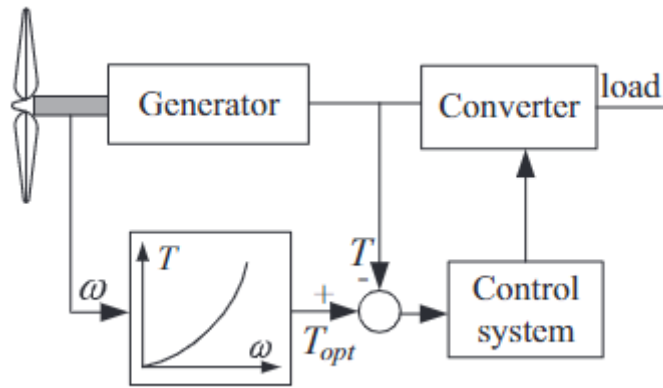 Generator
Converter
load
T
ω
ω
T
-
+
T_opt
Control
system